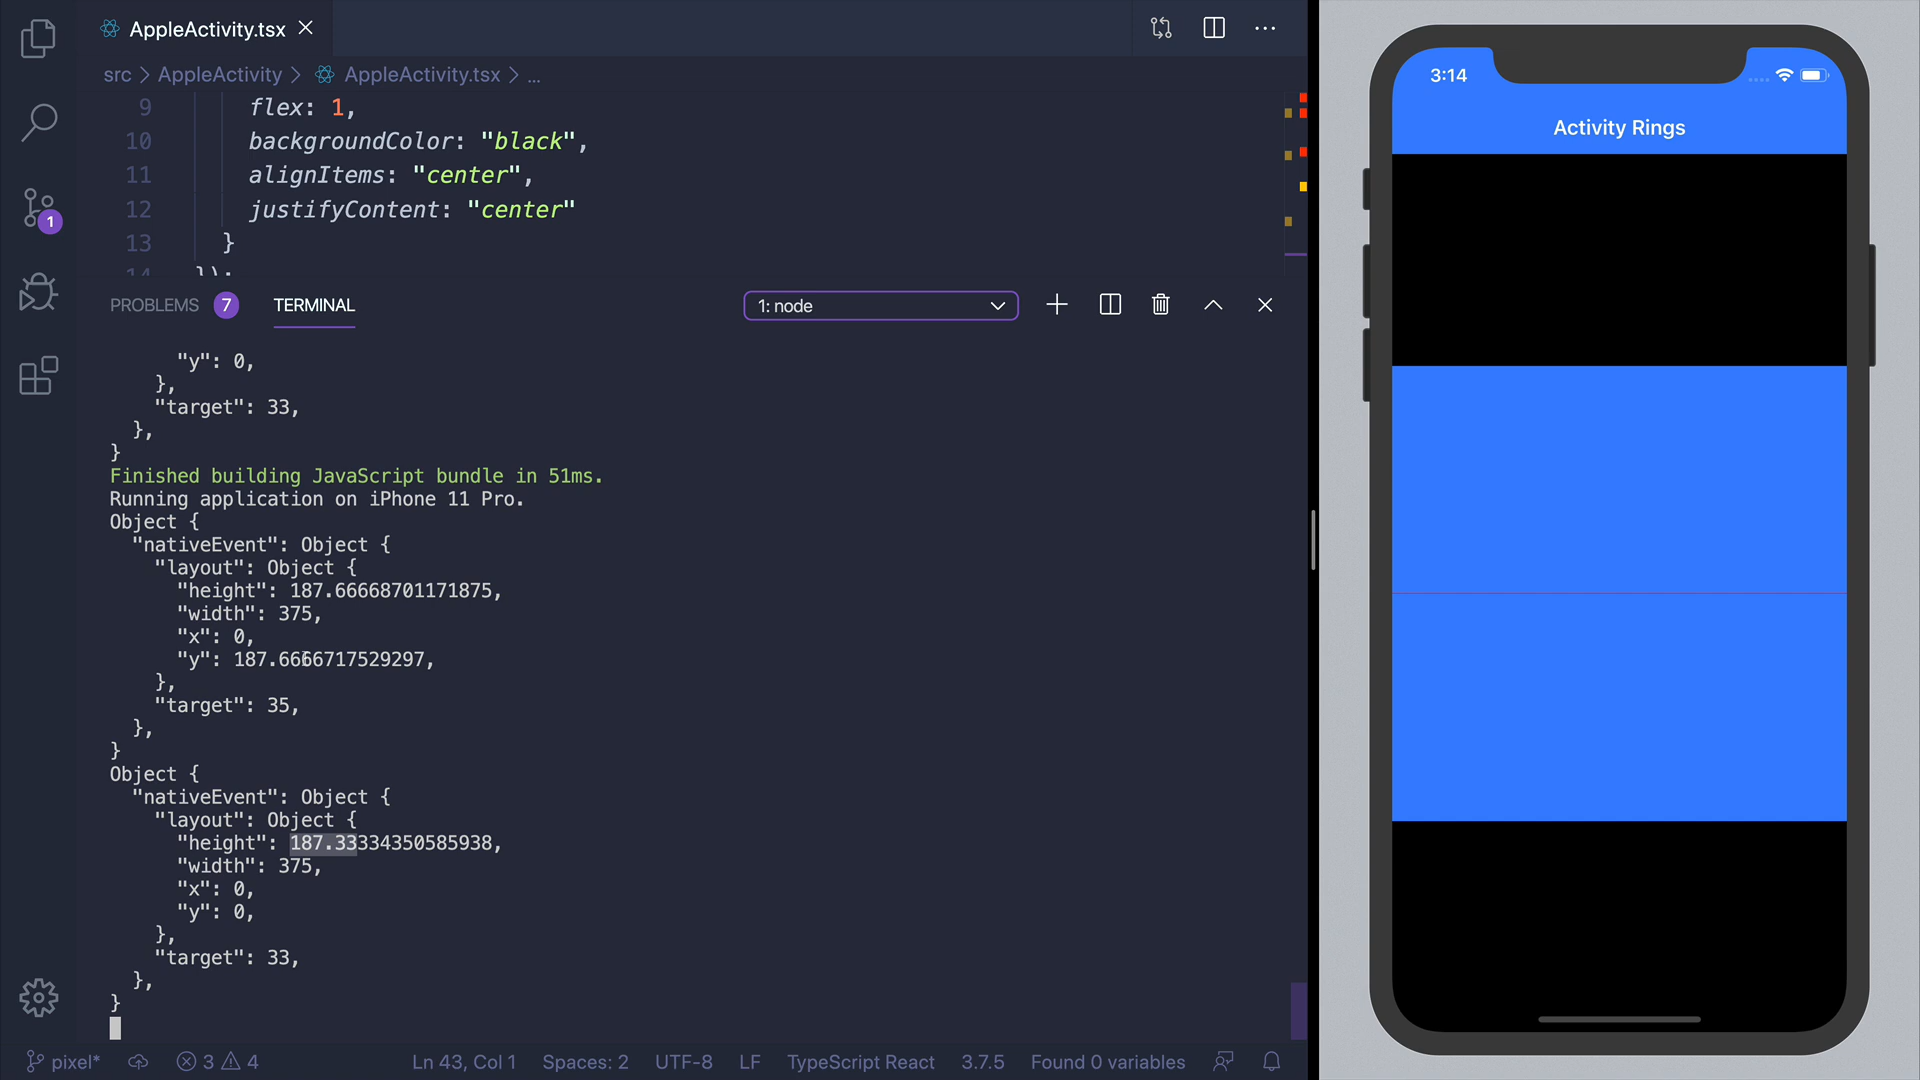 AppleActivity.tsx
src > AppleActivity > AppleActivity.tsx > ...
9 flex: 1,
10 backgroundColor: "black",
11 alignItems: "center",
12 justifyContent: "center"
13 }
14 });
1
PROBLEMS 7 TERMINAL 1: node
"y": 0,
},
"target": 33,
},
}
Finished building JavaScript bundle in 51ms.
Running application on iPhone 11 Pro.
Object {
"nativeEvent": Object {
"layout": Object {
"height": 187.66668701171875,
"width": 375,
"x": 0,
"y": 187.6666717529297,
},
"target": 35,
},
}
Object {
"nativeEvent": Object {
"layout": Object {
"height": 187.33334350585938,
"width": 375,
"x": 0,
"y": 0,
},
"target": 33,
},
}
pixel* 3 4 Ln 43, Col 1 Spaces: 2 UTF-8 LF TypeScript React 3.7.5 Found 0 variables
3:14
Activity Rings